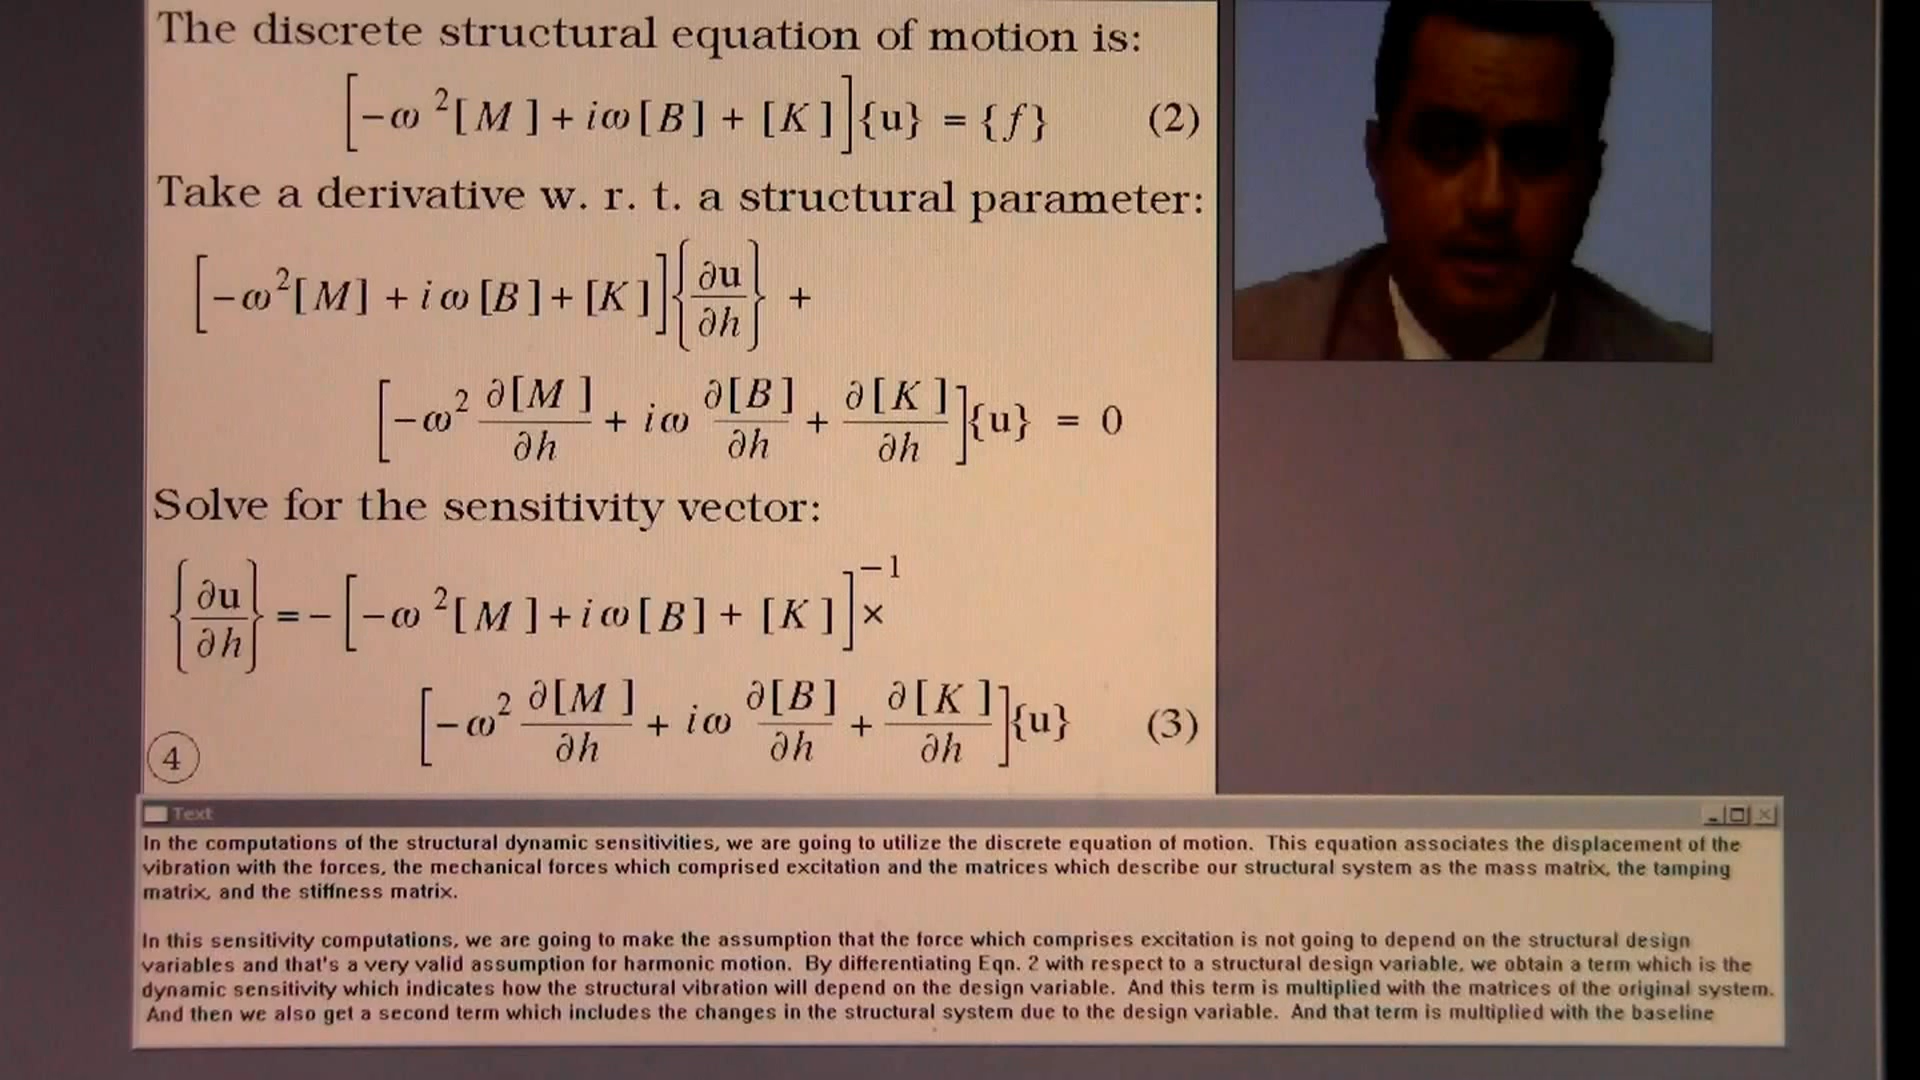 The discrete structural equation of motion is:
[−ω²[M] + iω[B] + [K]]{u} = {f} (2)
Take a derivative w. r. t. a structural parameter:
[−ω²[M] + iω[B] + [K]]{∂u/∂h} +
[−ω² ∂[M]/∂h + iω ∂[B]/∂h + ∂[K]/∂h]{u} = 0
Solve for the sensitivity vector:
{∂u/∂h} = −[−ω²[M] + iω[B] + [K]]⁻¹ ×
[−ω² ∂[M]/∂h + iω ∂[B]/∂h + ∂[K]/∂h]{u} (3)
4
Text
In the computations of the structural dynamic sensitivities, we are going to utilize the discrete equation of motion. This equation associates the displacement of the
vibration with the forces, the mechanical forces which comprised excitation and the matrices which describe our structural system as the mass matrix, the tamping
matrix, and the stiffness matrix.
In this sensitivity computations, we are going to make the assumption that the force which comprises excitation is not going to depend on the structural design
variables and that's a very valid assumption for harmonic motion. By differentiating Eqn. 2 with respect to a structural design variable, we obtain a term which is the
dynamic sensitivity which indicates how the structural vibration will depend on the design variable. And this term is multiplied with the matrices of the original system.
And then we also get a second term which includes the changes in the structural system due to the design variable. And that term is multiplied with the baseline